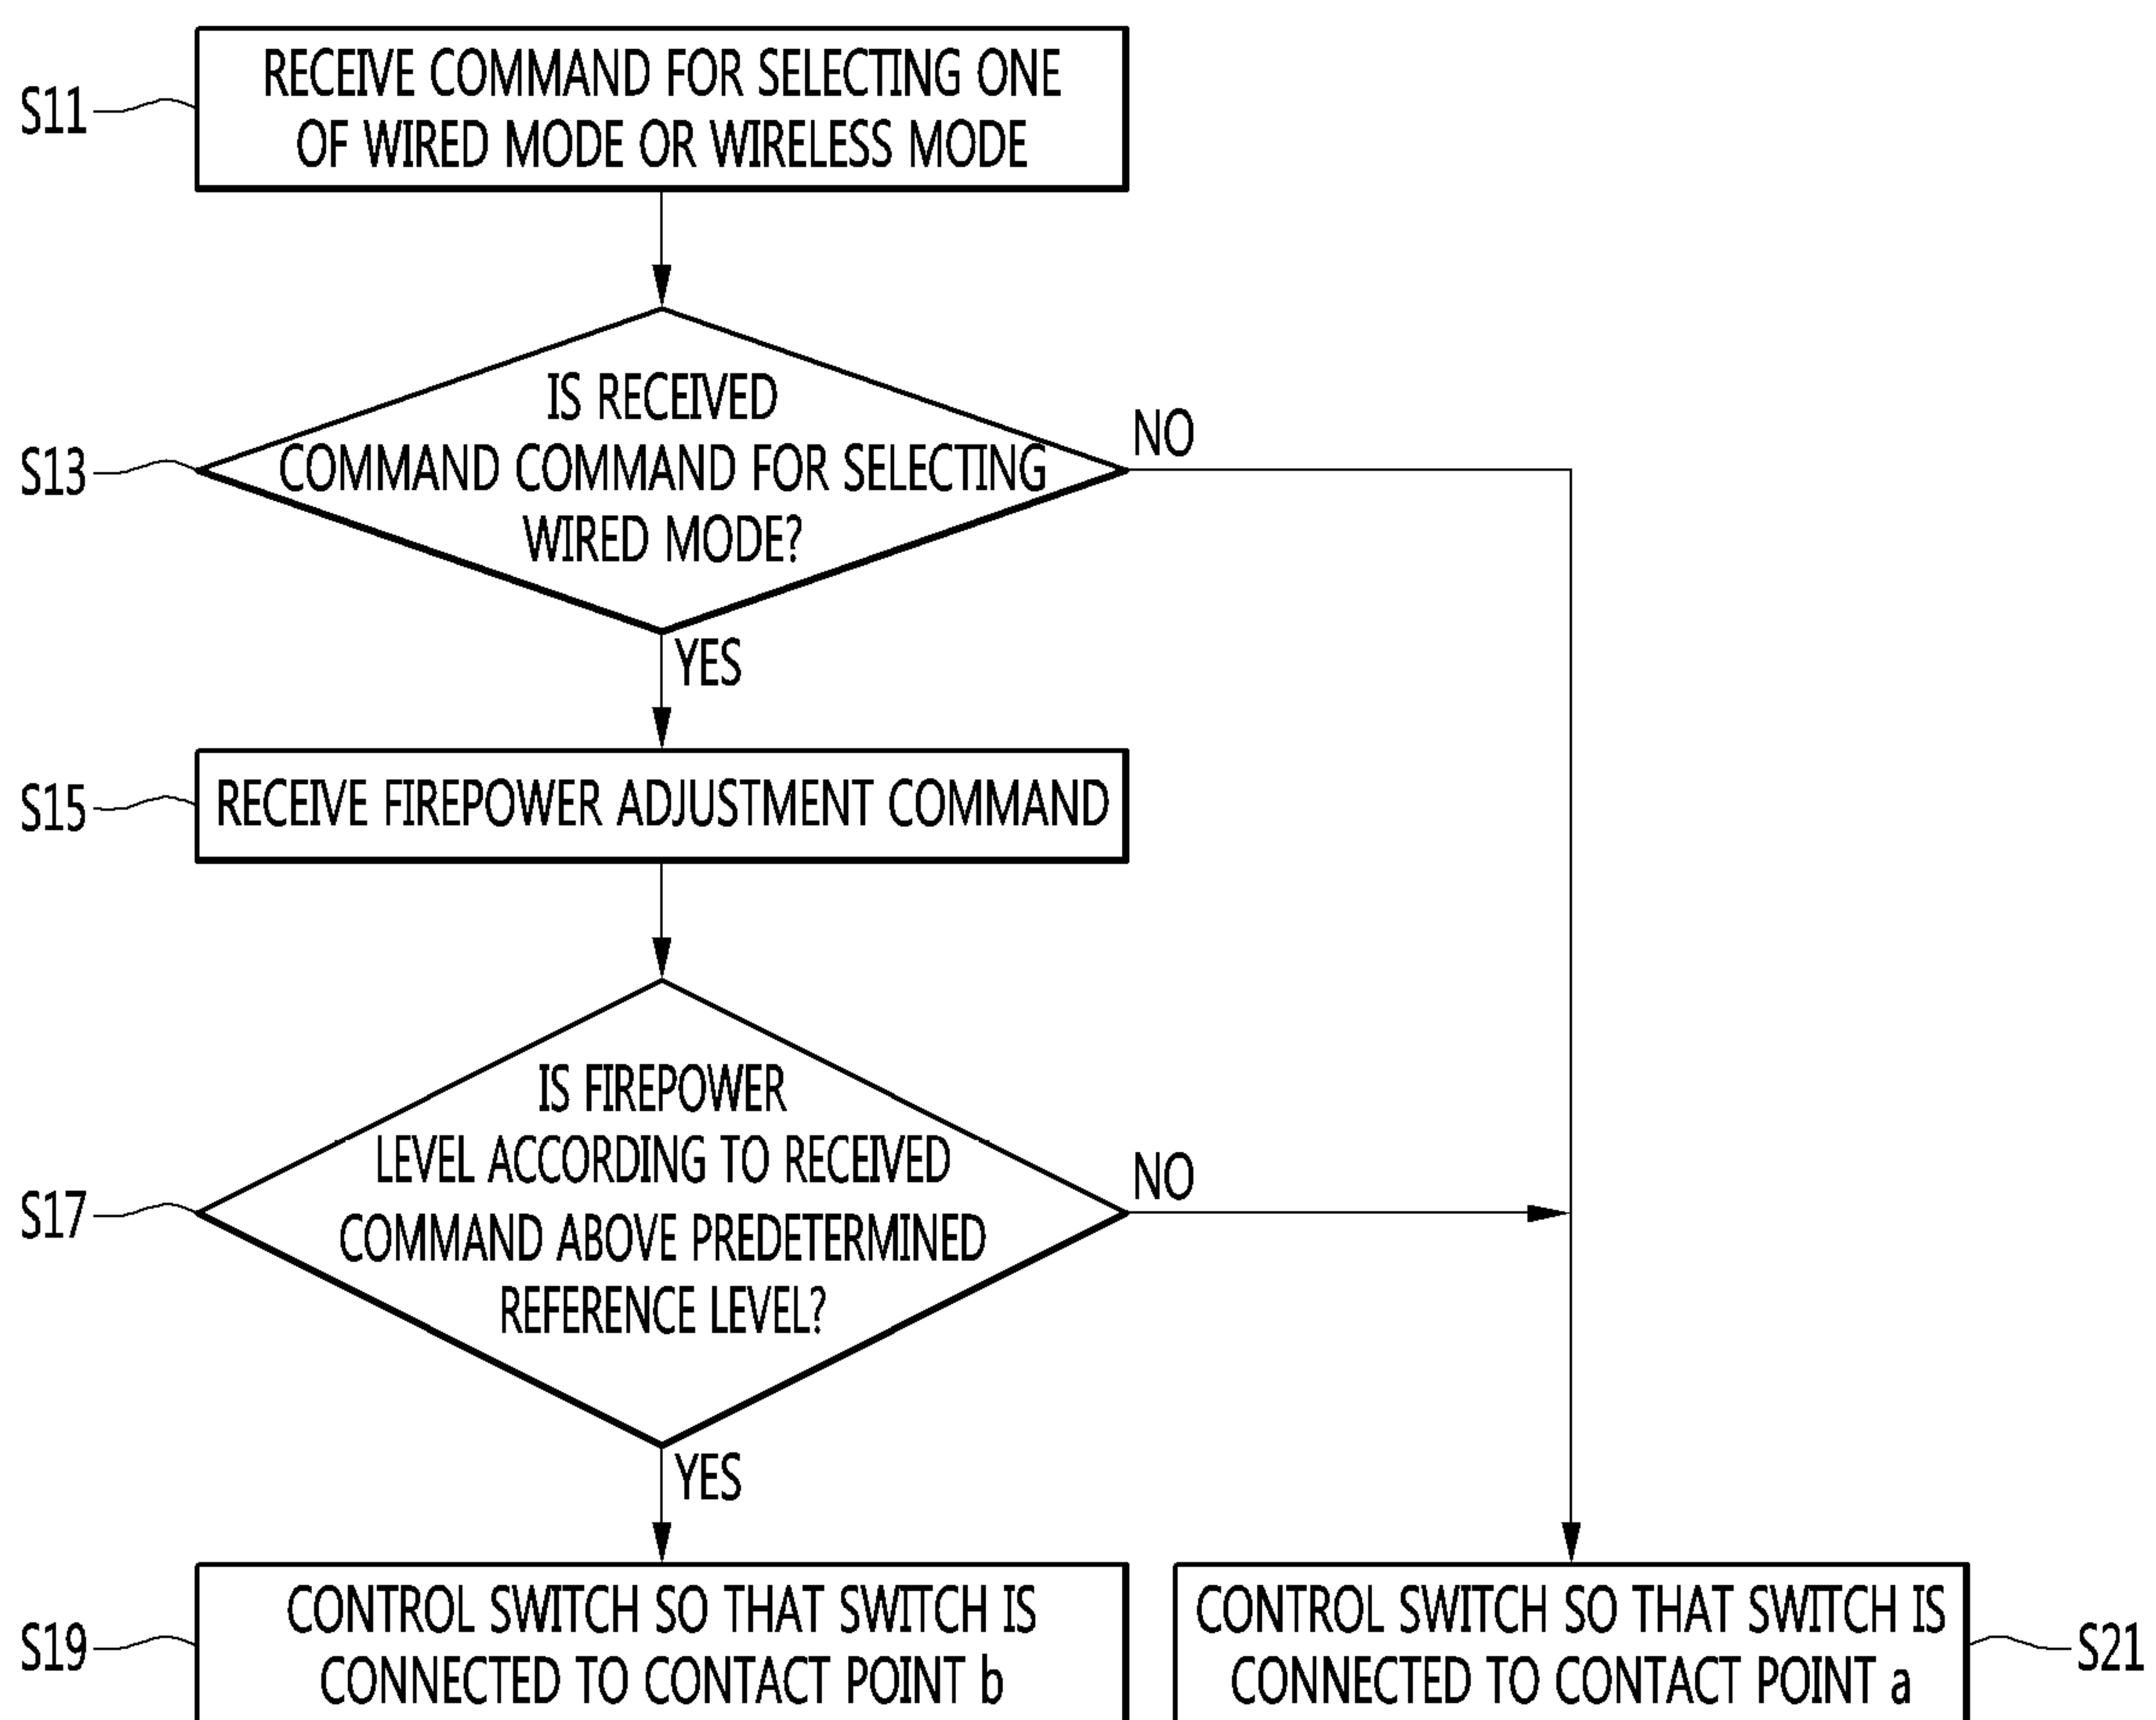 S11
RECEIVE COMMAND FOR SELECTING ONE
OF WIRED MODE OR WIRELESS MODE
S13
IS RECEIVED
COMMAND COMMAND FOR SELECTING
WIRED MODE?
NO
YES
S15
RECEIVE FIREPOWER ADJUSTMENT COMMAND
S17
IS FIREPOWER
LEVEL ACCORDING TO RECEIVED
COMMAND ABOVE PREDETERMINED
REFERENCE LEVEL?
NO
YES
S19
CONTROL SWITCH SO THAT SWITCH IS
CONNECTED TO CONTACT POINT b
CONTROL SWITCH SO THAT SWITCH IS
CONNECTED TO CONTACT POINT a
S21